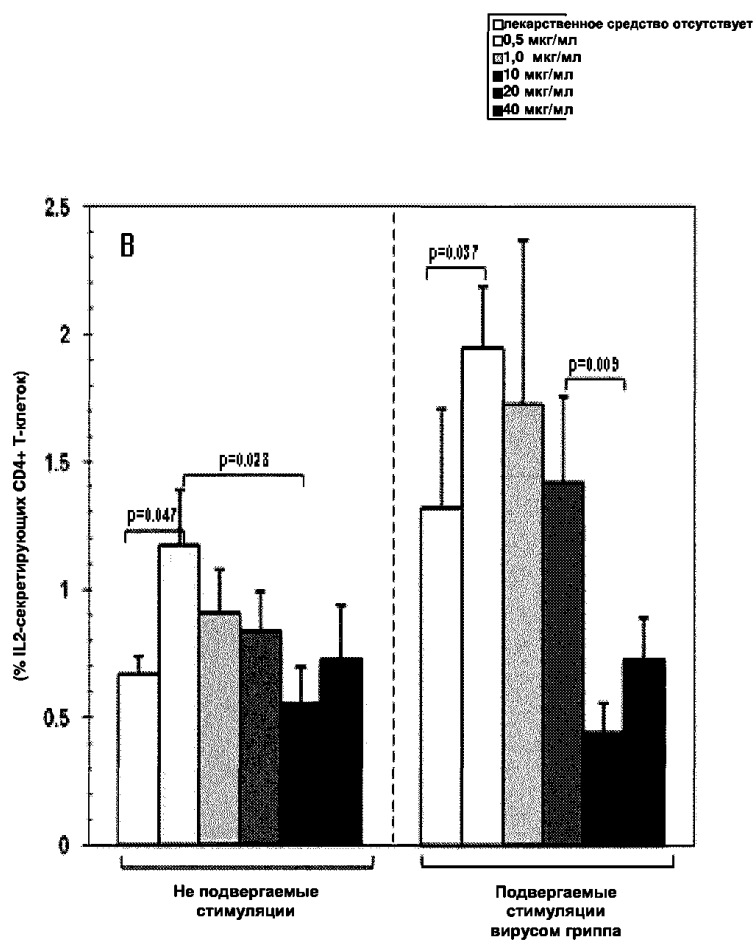 лекарственное средство отсутствует
0,5 мкг/мл
1,0 мкг/мл
10 мкг/мл
20 мкг/мл
40 мкг/мл
2.5
2
1.5
1
0.5
0
(% IL2-секретирующих CD4+ Т-клеток)
B
p=0.037
p=0.009
p=0.028
p=0.047
Не подвергаемые
стимуляции
Подвергаемые
стимуляции
вирусом гриппа